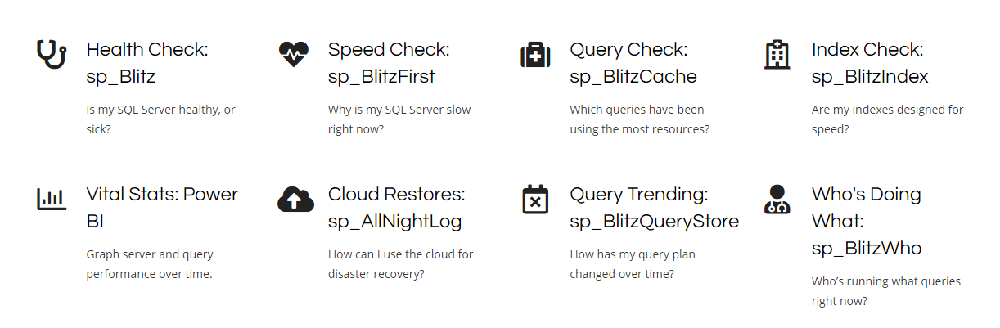 Health Check:
sp_Blitz
Is my SQL Server healthy, or
sick?
Speed Check:
sp_BlitzFirst
Why is my SQL Server slow
right now?
Query Check:
sp_BlitzCache
Which queries have been
using the most resources?
Index Check:
sp_BlitzIndex
Are my indexes designed for
speed?
Vital Stats: Power
BI
Graph server and query
performance over time.
Cloud Restores:
sp_AllNightLog
How can I use the cloud for
disaster recovery?
Query Trending:
sp_BlitzQueryStore
How has my query plan
changed over time?
Who's Doing
What:
sp_BlitzWho
Who’s running what queries
right now?